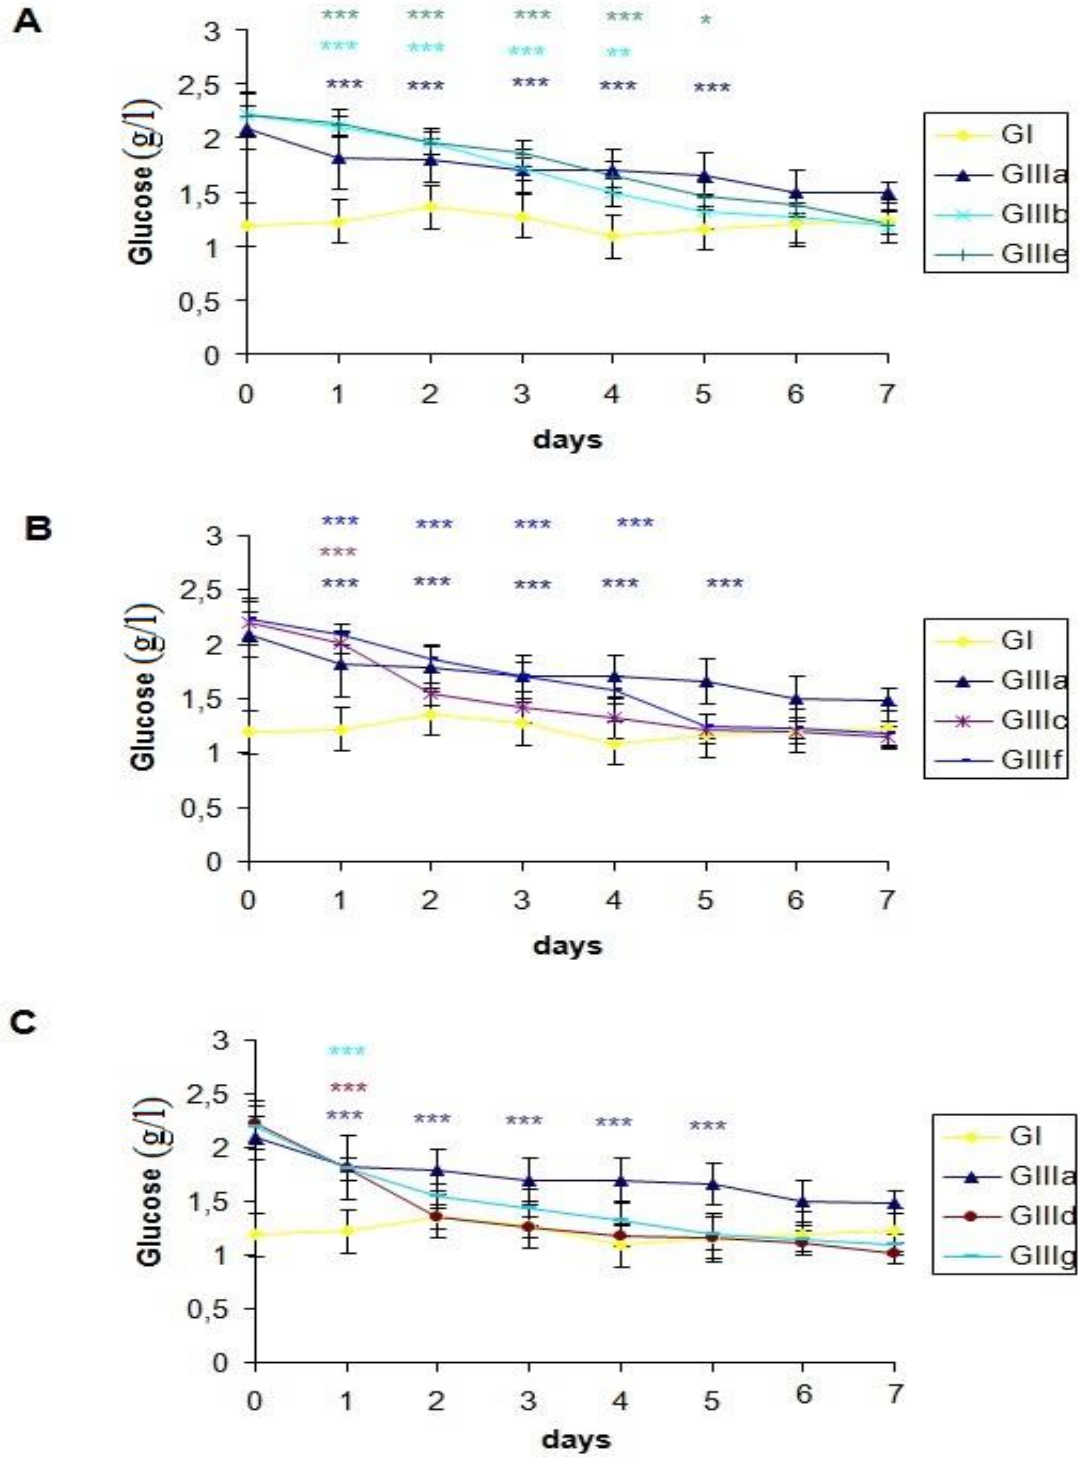 A
*** *** *** *** *
*** *** *** **
*** *** *** *** ***
3
2,5
2
1,5
1
0,5
0
Glucose (g/l)
0 1 2 3 4 5 6 7
days
GI
GIIIa
GIIIb
GIIIe
B
*** *** *** ***
***
*** *** *** *** ***
3
2,5
2
1,5
1
0,5
0
Glucose (g/l)
0 1 2 3 4 5 6 7
days
GI
GIIIa
GIIIc
GIIIf
C
***
***
*** *** *** *** ***
3
2,5
2
1,5
1
0,5
0
Glucose (g/l)
0 1 2 3 4 5 6 7
days
GI
GIIIa
GIIId
GIIIg